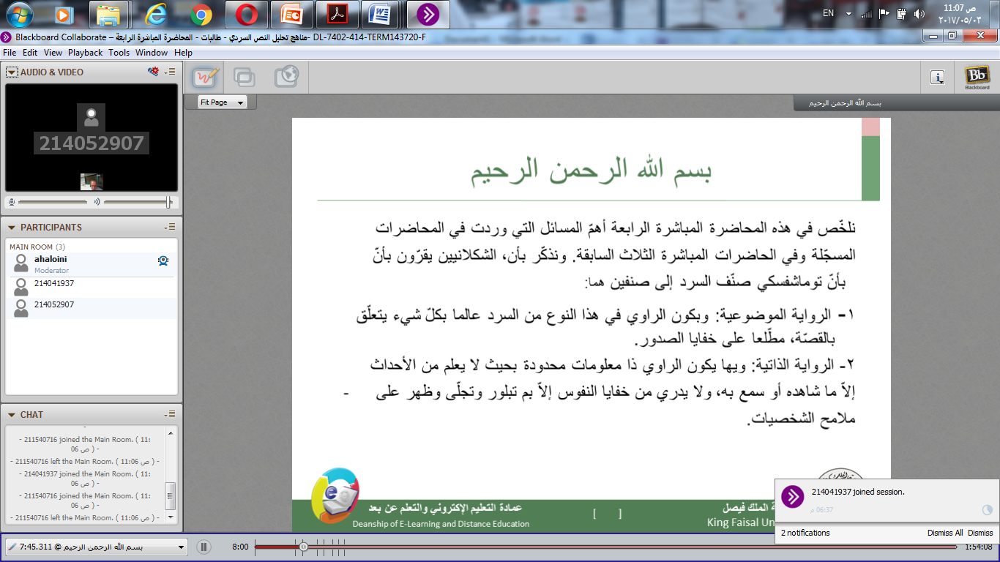 EN
11:07 ص
٢٠١٧/٠٥/٠٣
Blackboard Collaborate – مناهج تحليل النص السردي - طالبات - المحاضرة المباشرة الرابعة- DL-7402-414-TERM143720-F
File Edit View Playback Tools Window Help
AUDIO & VIDEO
214052907
PARTICIPANTS
MAIN ROOM (3)
ahaloini
Moderator
214041937
214052907
CHAT
-
- 211540716 joined the Main Room. ( 11:
06 ص ) -
- 211540716 left the Main Room. ( 11:06 ص ) -
- 214041937 joined the Main Room. ( 11:
06 ص ) -
- 211540716 joined the Main Room. ( 11:
06 ص ) -
- 211540716 left the Main Room. ( 11:06 ص ) -
Fit Page
Bb
Blackboard
بسم الله الرحمن الرحيم
بسم الله الرحمن الرحيم
نلخّص في هذه المحاضرة المباشرة الرابعة أهمّ المسائل التي وردت في المحاضرات
المسجّلة وفي الحاضرات المباشرة الثلاث السابقة. ونذكّر بأن، الشكلانيين يقرّون بأنّ
بأنّ توماشفسكي صنّف السرد إلى صنفين هما:
١- الرواية الموضوعية: وبكون الراوي في هذا النوع من السرد عالما بكلّ شيء يتعلّق
بالقصّة، مطّلعا على خفايا الصدور.
٢- الرواية الذاتية: وبها يكون الراوي ذا معلومات محدودة بحيث لا يعلم من الأحداث
إلاّ ما شاهده أو سمع به، ولا يدري من خفايا النفوس إلاّ بم تبلور وتجلّى وظهر على -
ملامح الشخصيات.
عمادة التعليم الإكتروني والتعلم عن بعد
Deanship of E-Learning and Distance Education
[ ]
الملك فيصل
King Faisal Un
214041937 joined session.
06:37 م
2 notifications
Dismiss All Dismiss
7:45.311 @ بسم الله الرحمن الرحيم
8:00
1:54:08